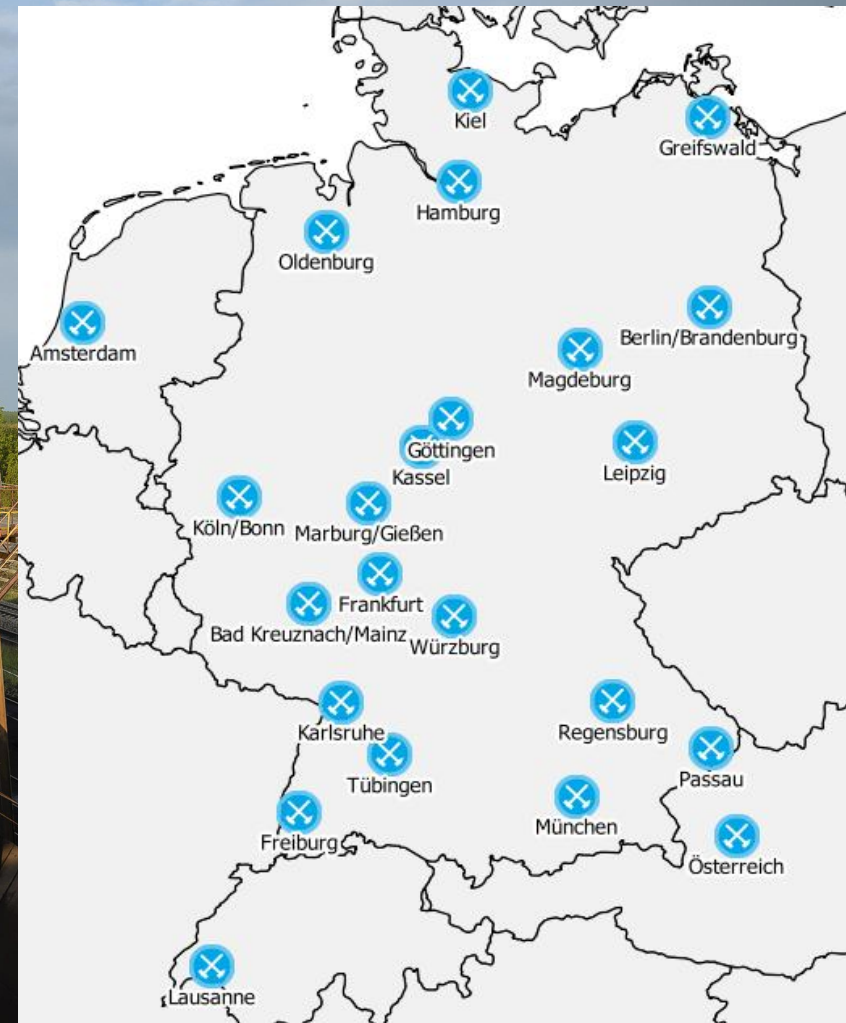 Kiel
Greifswald
Hamburg
Oldenburg
Berlin/Brandenburg
Amsterdam
Magdeburg
Göttingen
Kassel
Leipzig
Köln/Bonn
Marburg/Gießen
Frankfurt
Bad Kreuznach/Mainz
Würzburg
Karlsruhe
Regensburg
Tübingen
Passau
München
Freiburg
Österreich
Lausanne